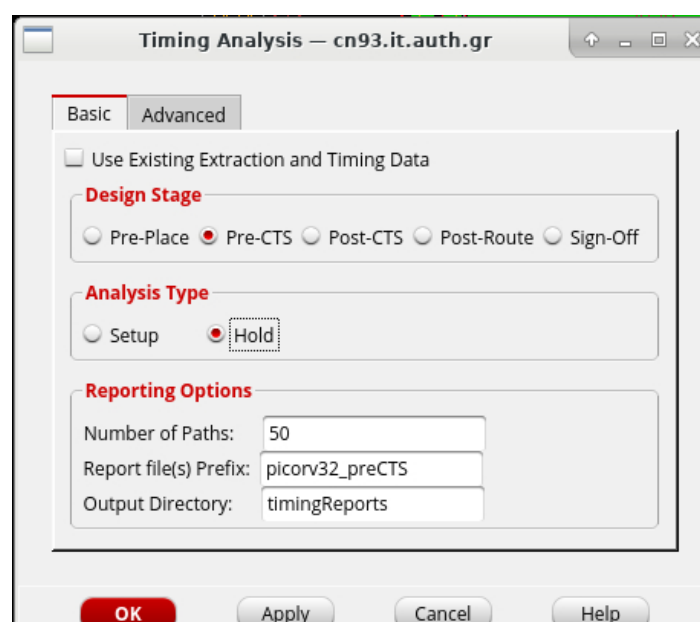 Timing Analysis — cn93.it.auth.gr
Basic Advanced
Use Existing Extraction and Timing Data
Design Stage
Pre-Place Pre-CTS Post-CTS Post-Route Sign-Off
Analysis Type
Setup Hold
Reporting Options
Number of Paths: 50
Report file(s) Prefix: picorv32_preCTS
Output Directory: timingReports
OK Apply Cancel Help